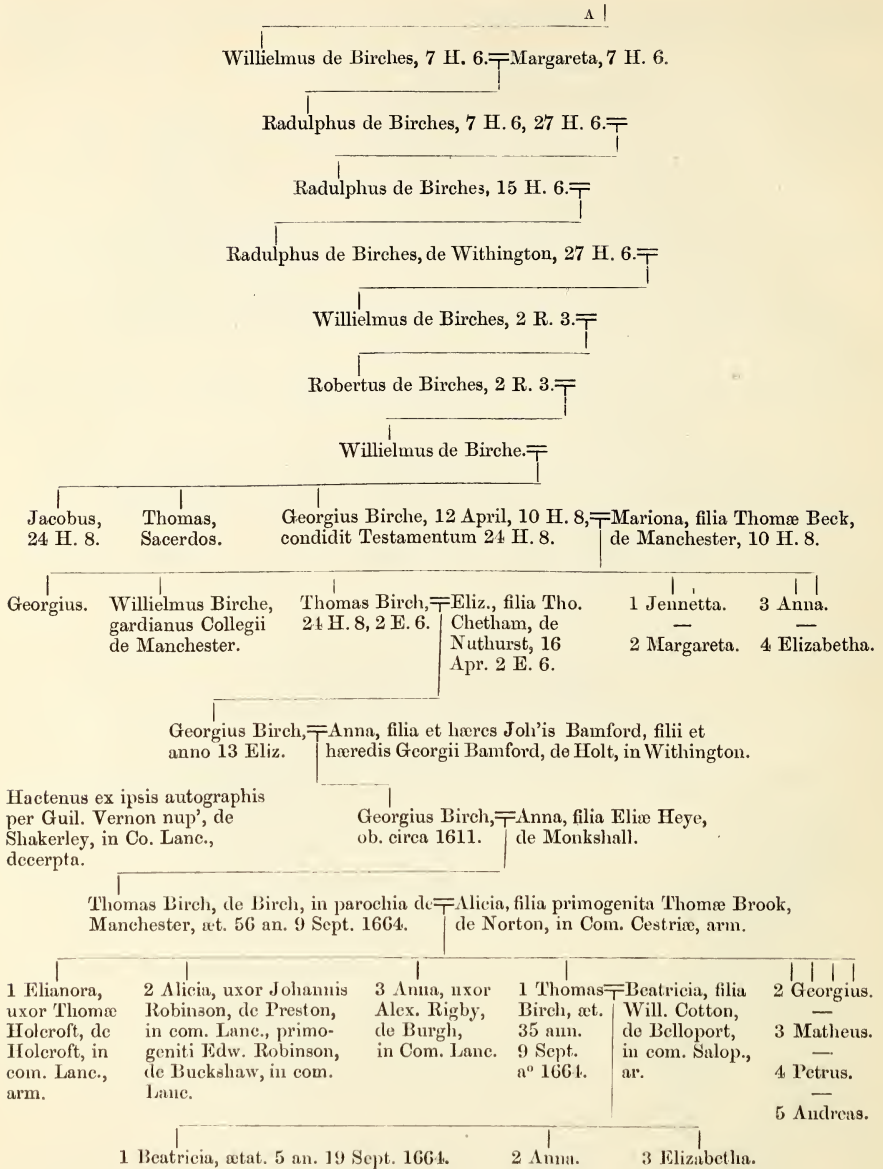 A
Willielmus de Birches, 7 H. 6. Margareta, 7 H. 6.
Radulphus de Birches, 7 H. 6, 27 H. 6.
Radulphus de Birches, 15 H. 6.
Radulphus de Birches, de Withington, 27 H. 6.
Willielmus de Birches, 2 R. 3.
Robertus de Birches, 2 R. 3.
Willielmus de Birche.
Jacobus,
24 H. 8.
Thomas,
Sacerdos.
Georgius Birche, 12 April, 10 H. 8,
condidit Testamentum 24 H. 8.
Mariona, filia Thomæ Beck,
de Manchester, 10 H. 8.
Georgius.
Willielmus Birche,
gardianus Collegii
de Manchester.
Thomas Birch,
24 H. 8, 2 E. 6.
Eliz., filia Tho.
Chetham, de
Nuthurst, 16
Apr. 2 E. 6.
1 Jennetta.
—
2 Margareta.
3 Anna.
—
4 Elizabetha.
Georgius Birch,
anno 13 Eliz.
Anna, filia et hæres Joh'is Bamford, filii et
hæredis Georgii Bamford, de Holt, in Withington.
Hactenus ex ipsis autographis
per Guil. Vernon nup', de
Shakerley, in Co. Lanc.,
decerpta.
Georgius Birch,
ob. circa 1611.
Anna, filia Eliæ Heye,
de Monkshall.
Thomas Birch, de Birch, in parochia de
Manchester, æt. 56 an. 9 Sept. 1664.
Alicia, filia primogenita Thomæ Brook,
de Norton, in Com. Cestriæ, arm.
1 Elianora,
uxor Thomæ
Holcroft, de
Holcroft, in
com. Lanc.,
arm.
2 Alicia, uxor Johannis
Robinson, de Preston,
in com. Lanc., primo-
geniti Edw. Robinson,
de Buckshaw, in com.
Lanc.
3 Anna, uxor
Alex. Rigby,
de Burgh,
in Com. Lanc.
1 Thomas
Birch, æt.
35 ann.
9 Sept.
aº 1664.
Beatricia, filia
Will. Cotton,
de Belloport,
in com. Salop.,
ar.
2 Georgius.
—
3 Matheus.
—
4 Petrus.
—
5 Andreas.
1 Beatricia, ætat. 5 an. 19 Sept. 1664.
2 Anna.
3 Elizabetha.